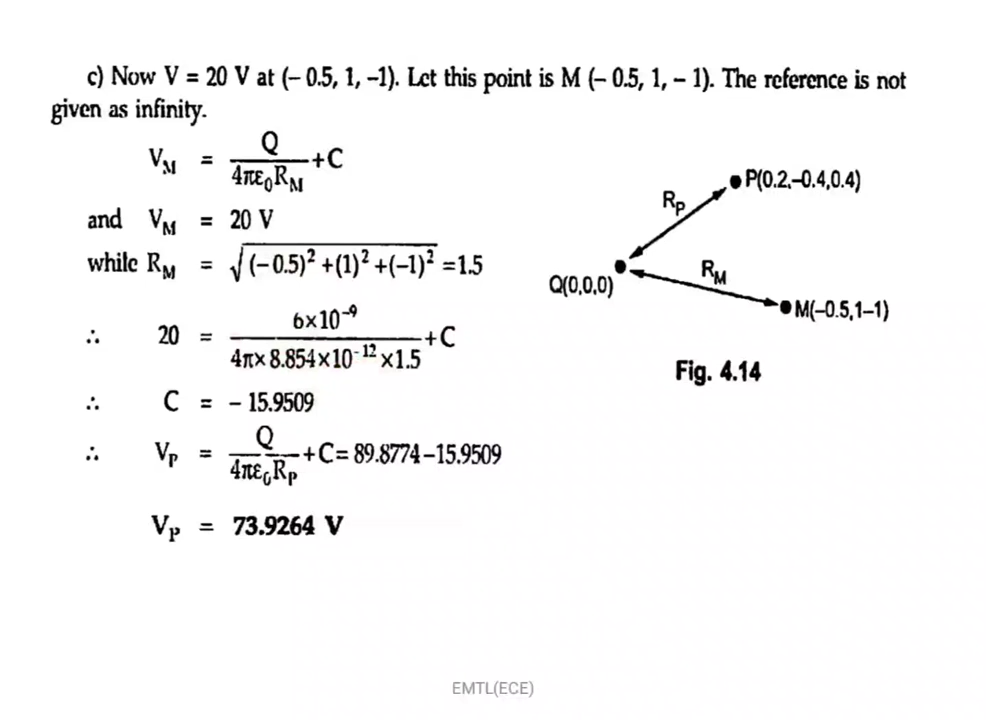 c) Now V = 20 V at (– 0.5, 1, –1). Let this point is M (– 0.5, 1, – 1). The reference is not
given as infinity.
V_M = Q / 4πε₀R_M + C
and V_M = 20 V
while R_M = √(–0.5)² +(1)² +(–1)² =1.5
∴ 20 = 6×10⁻⁹ / 4π× 8.854×10⁻¹² ×1.5 +C
∴ C = – 15.9509
∴ V_P = Q / 4πε₀R_P +C= 89.8774–15.9509
V_P = 73.9264 V
P(0.2,–0.4,0.4)
R_P
Q(0,0,0)
R_M
M(–0.5,1–1)
Fig. 4.14
EMTL(ECE)